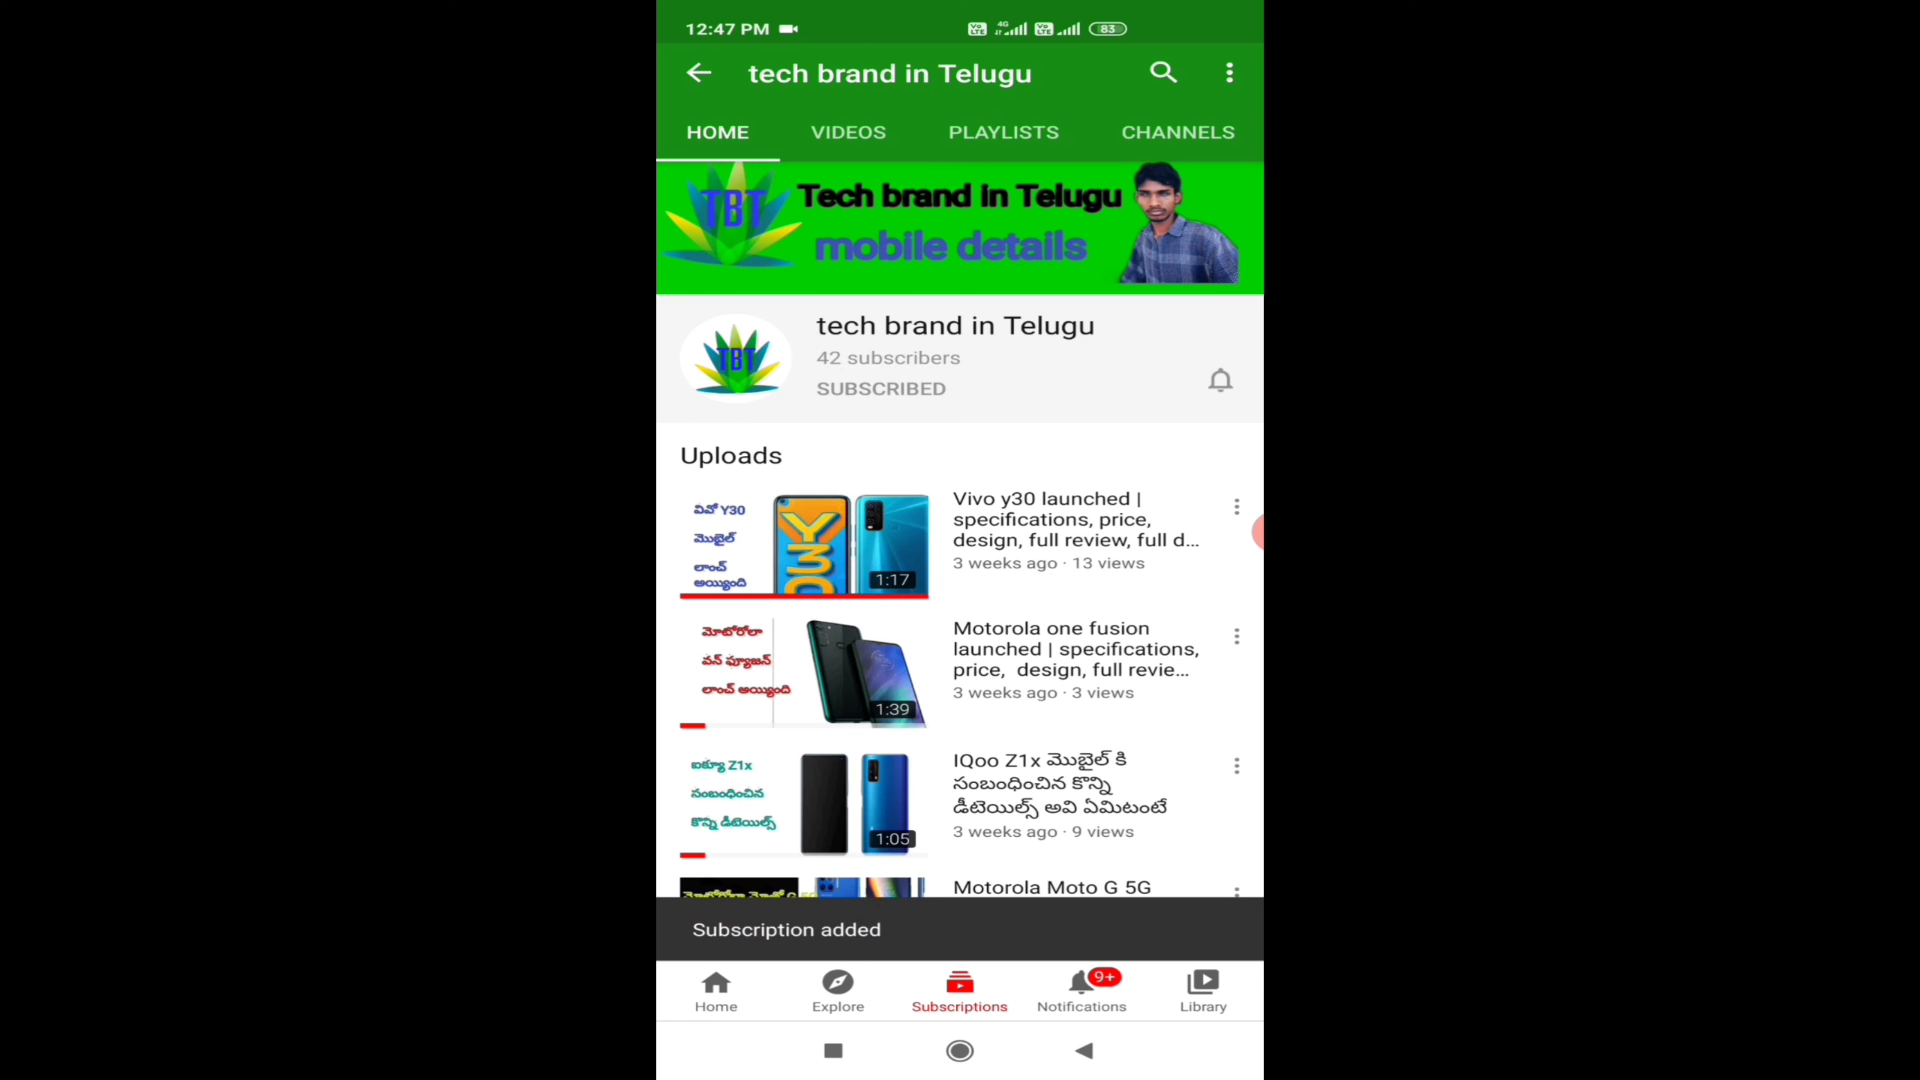 12:47 PM
4G
83
tech brand in Telugu
HOME
VIDEOS
PLAYLISTS
CHANNELS
TBT
Tech brand in Telugu
mobile details
TBT
tech brand in Telugu
42 subscribers
SUBSCRIBED
Uploads
వివో Y30
మొబైల్
లాంచ్
అయ్యింది
Y30
1:17
Vivo y30 launched |
specifications, price,
design, full review, full d...
3 weeks ago · 13 views
మోటోరోలా
వన్ ఫ్యూజన్
లాంచ్ అయ్యింది
1:39
Motorola one fusion
launched | specifications,
price,  design, full revie...
3 weeks ago · 3 views
ఐక్యూ Z1x
సంబంధించిన
కొన్ని డీటెయిల్స్
1:05
IQoo Z1x మొబైల్ కి
సంబంధించిన కొన్ని
డీటెయిల్స్ అవి ఏమిటంటే
3 weeks ago · 9 views
Motorola Moto G 5G
Subscription added
Home
Explore
Subscriptions
9+
Notifications
Library